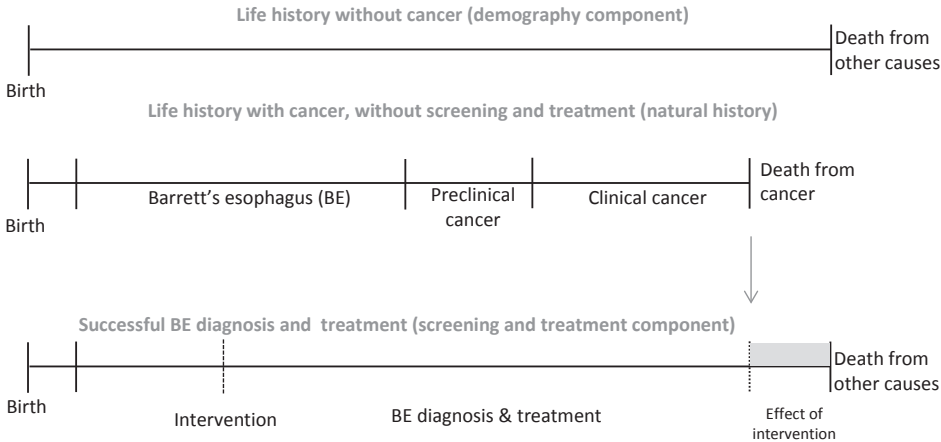 Life history without cancer (demography component)
Death from
other causes
Birth
Life history with cancer, without screening and treatment (natural history)
Barrett's esophagus (BE)
Preclinical
cancer
Clinical cancer
Death from
cancer
Birth
Successful BE diagnosis and treatment (screening and treatment component)
Death from
other causes
Birth
Intervention
BE diagnosis & treatment
Effect of
intervention